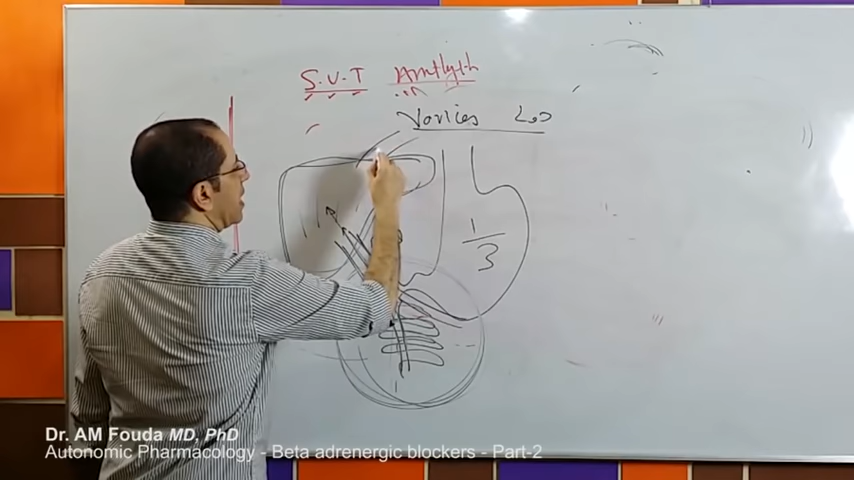 S.V.T
Varices
1
3
Dr. AM Fouda MD, PhD
Autonomic Pharmacology - Beta adrenergic blockers - Part-2